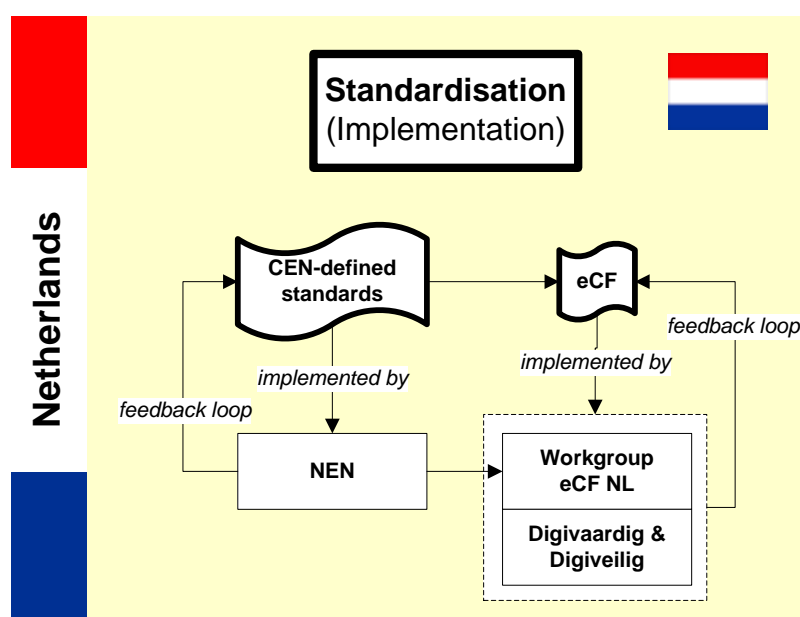 Standardisation
(Implementation)
Netherlands
CEN-defined
standards
eCF
feedback loop
implemented by
implemented by
feedback loop
NEN
Workgroup
eCF NL
Digivaardig &
Digiveilig